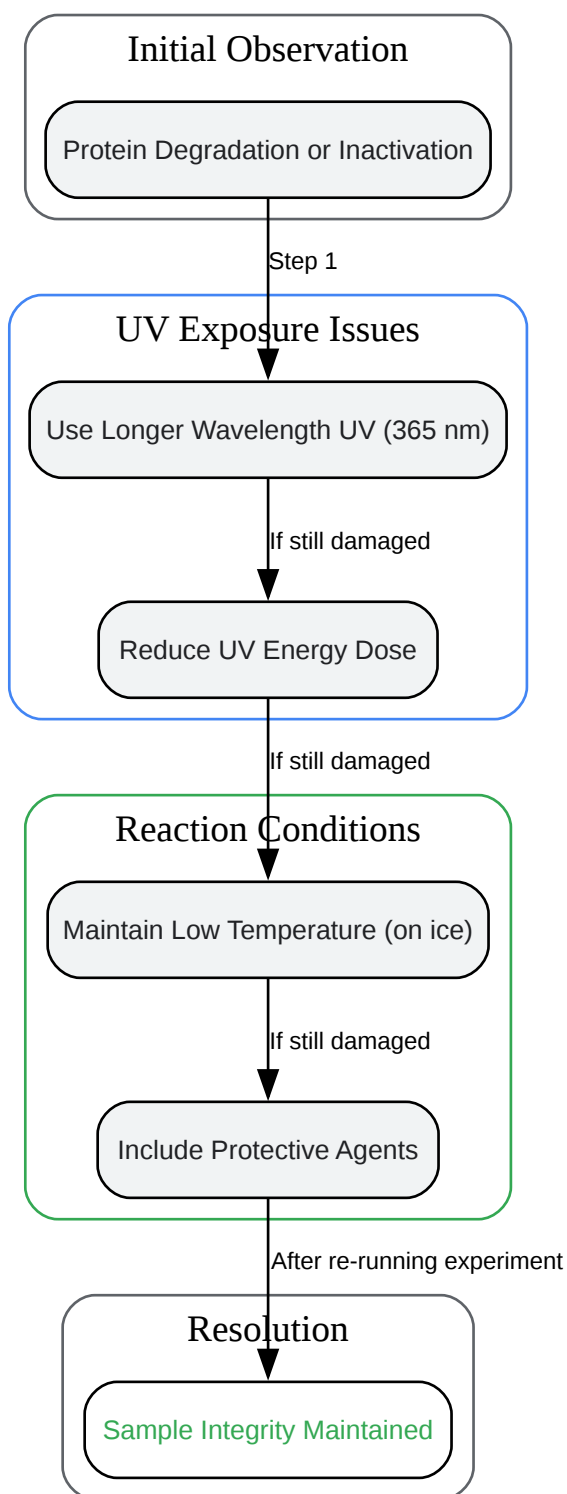 Initial Observation
Protein Degradation or Inactivation
Step 1
UV Exposure Issues
Use Longer Wavelength UV (365 nm)
If still damaged
Reduce UV Energy Dose
If still damaged
Reaction Conditions
Maintain Low Temperature (on ice)
If still damaged
Include Protective Agents
After re-running experiment
Resolution
Sample Integrity Maintained